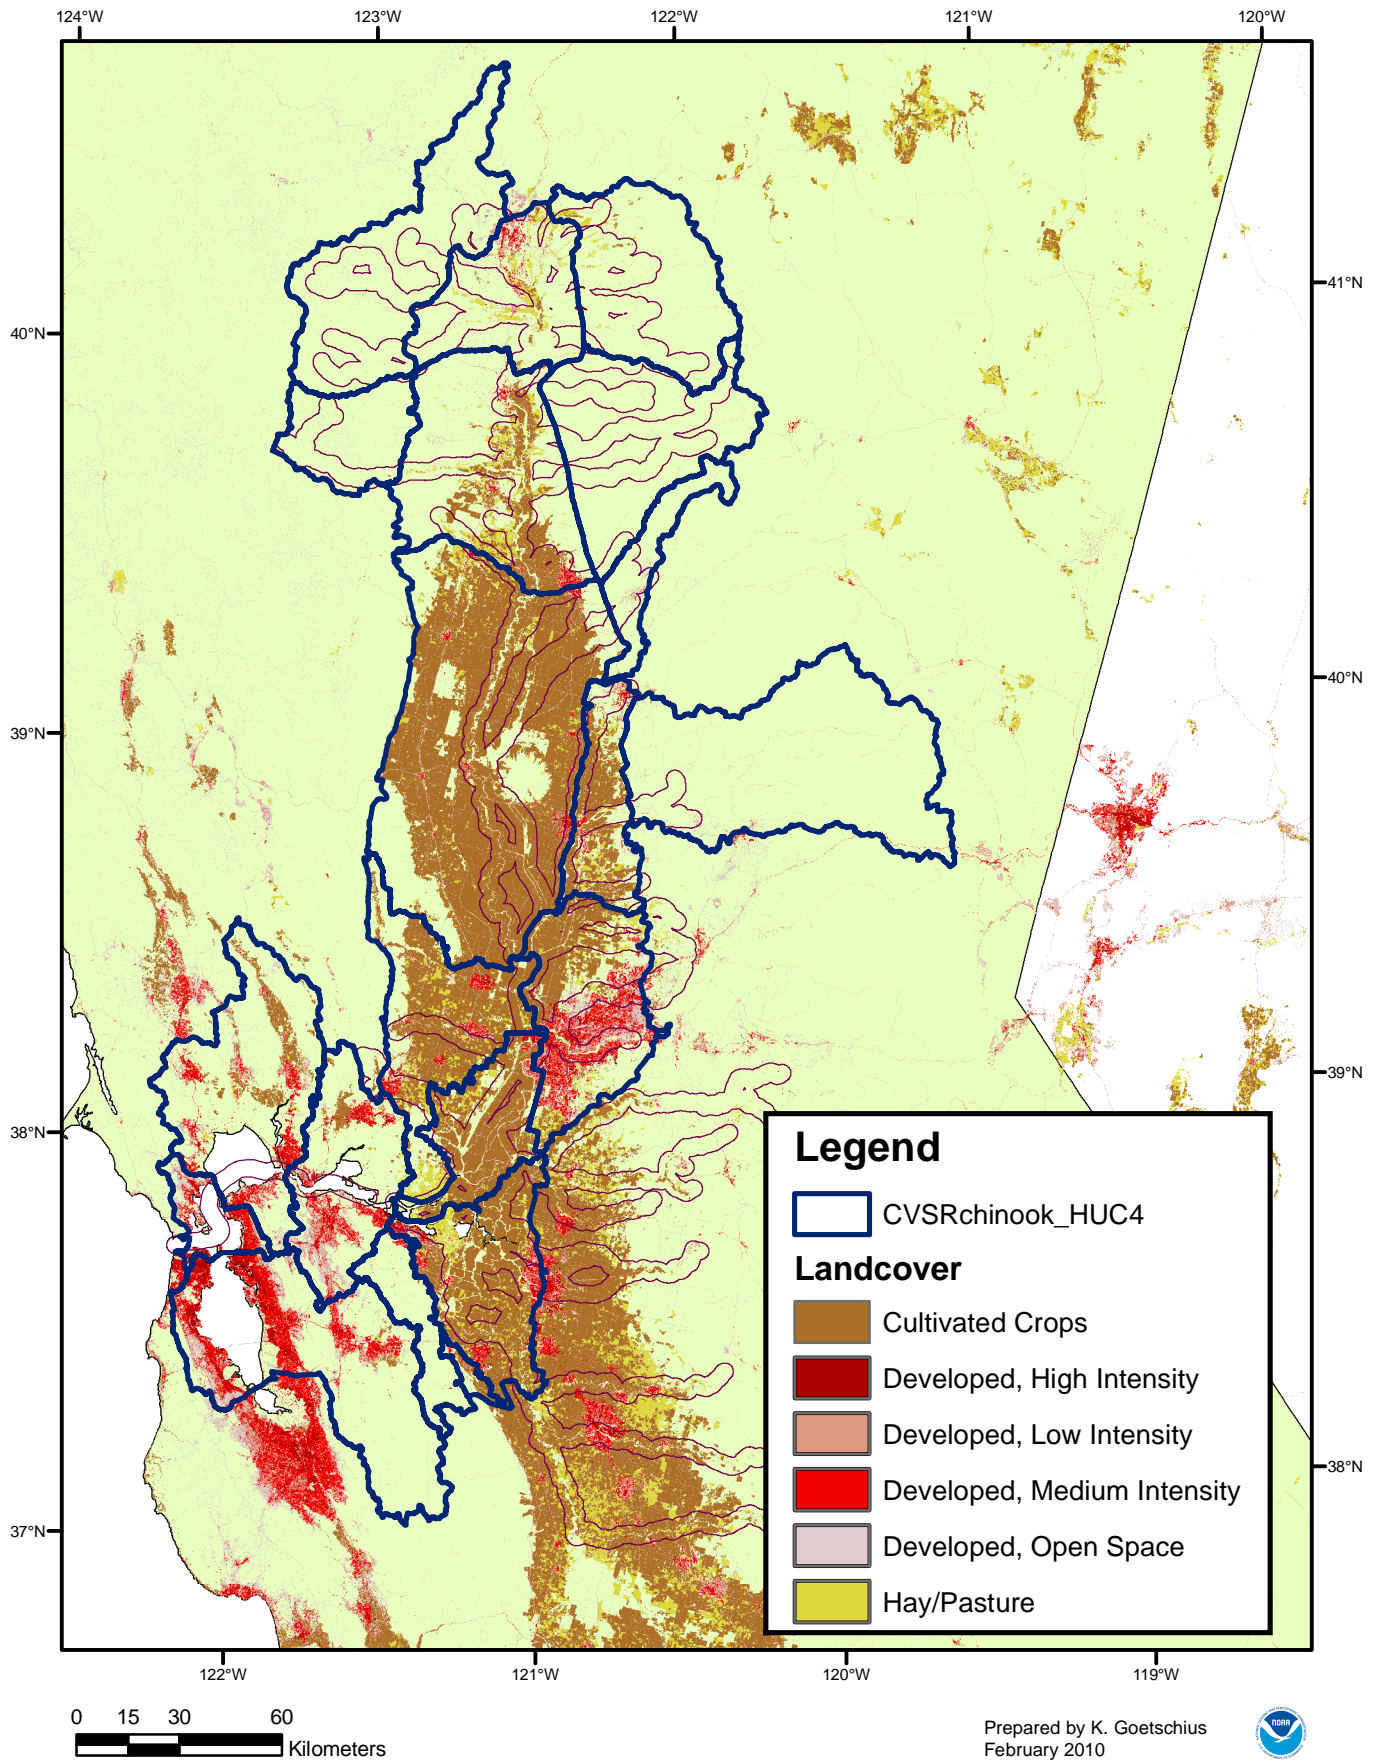 124°W 123°W 122°W 121°W 120°W
41°N
40°N
40°N
39°N
39°N
38°N
Legend
CVSRchinook_HUC4
Landcover
Cultivated Crops
Developed, High Intensity
Developed, Low Intensity
Developed, Medium Intensity
Developed, Open Space
Hay/Pasture
38°N
37°N
122°W 121°W 120°W 119°W
0 15 30 60
Kilometers
Prepared by K. Goetschius
February 2010
NOAA